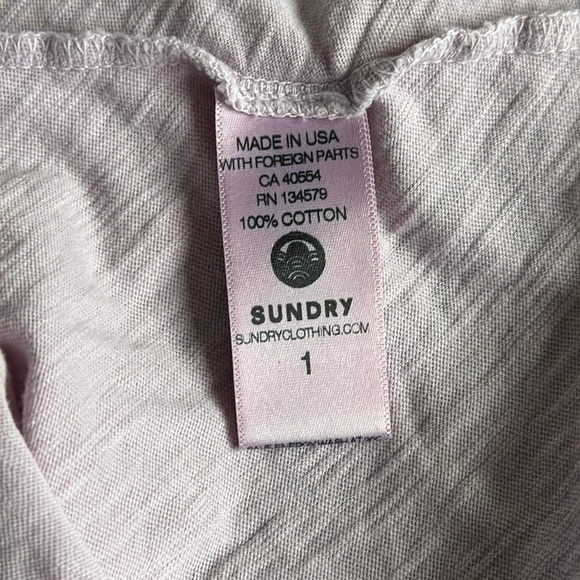 MADE IN USA
WITH FOREIGN PARTS
CA 40554
RN 134579
100% COTTON
SUNDRY
SUNDRYCLOTHING.COM
1